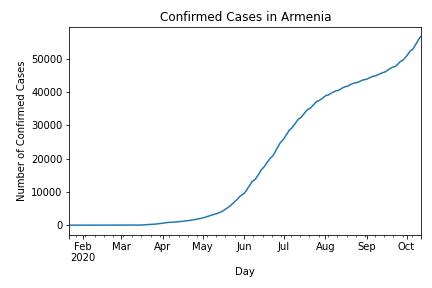 Confirmed Cases in Armenia
Number of Confirmed Cases
50000
40000
30000
20000
10000
0
Feb Mar Apr May Jun Jul Aug Sep Oct
2020
Day